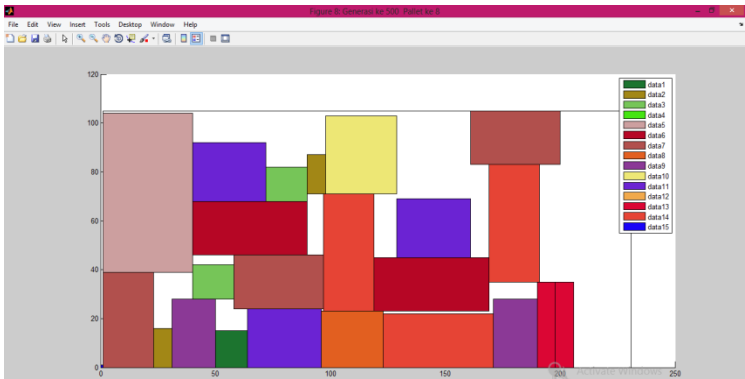 Figure 8: Generasi ke 500 Pallet ke 8
File Edit View Insert Tools Desktop Window Help
120
100
80
60
40
20
0
0 50 100 150 200 250
data1
data2
data3
data4
data5
data6
data7
data8
data9
data10
data11
data12
data13
data14
data15
Activate Windows